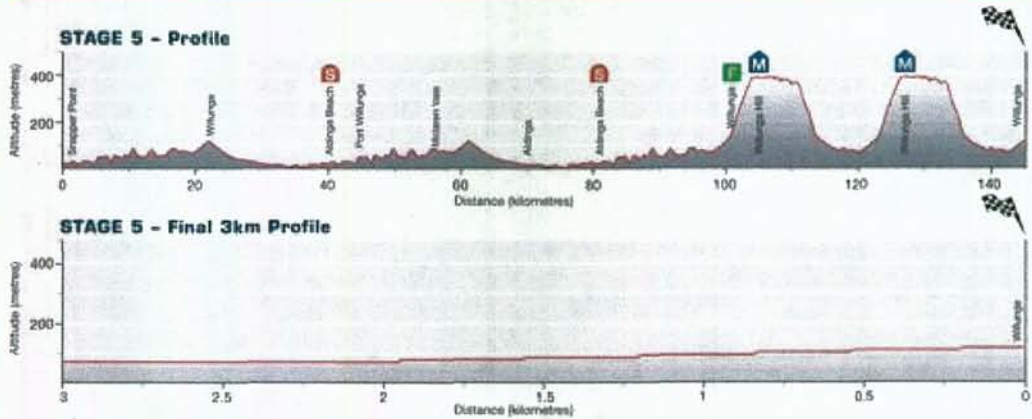 STAGE 5 - Profile
Altitude (metres)
400
200
Snapper Point
Willunga
S
Aldinga Beach
Port Willunga
Maslin
Aldinga
S
Aldinga Beach
F
Willunga
M
Willunga Hill
M
Willunga Hill
Willunga
0 20 40 60 80 100 120 140
Distance (kilometres)
STAGE 5 - Final 3km Profile
Altitude (metres)
400
200
Willunga
3 2.5 2 1.5 1 0.5 0
Distance (kilometres)